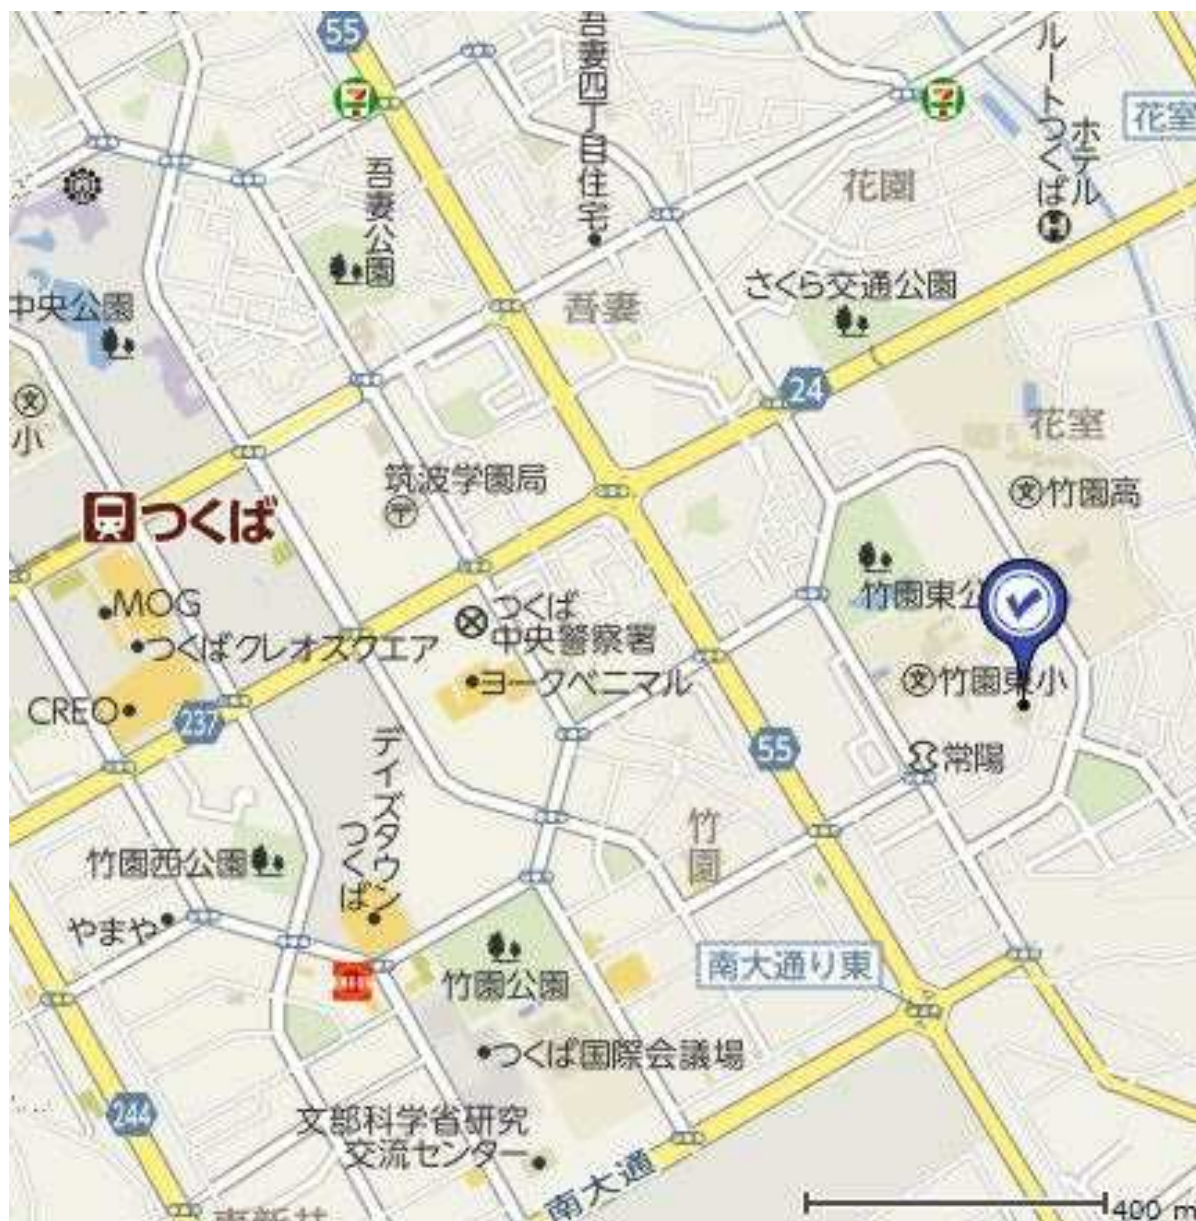 55
吾妻四丁目住宅
ルートつくば
ホテル
花室
吾妻公園
花園
中央公園
さくら交通公園
吾妻
24
小
花室
筑波学園局
竹園高
つくば
MOG
つくば
中央警察署
竹園東公
つくばクレオスクエア
ヨークベニマル
竹園東小
CREO
237
デイズタウン
つくば
55
常陽
竹園
竹園西公園
やまや
竹園公園
南大通り東
つくば国際会議場
244
文部科学省研究
交流センター
南大通
400 m